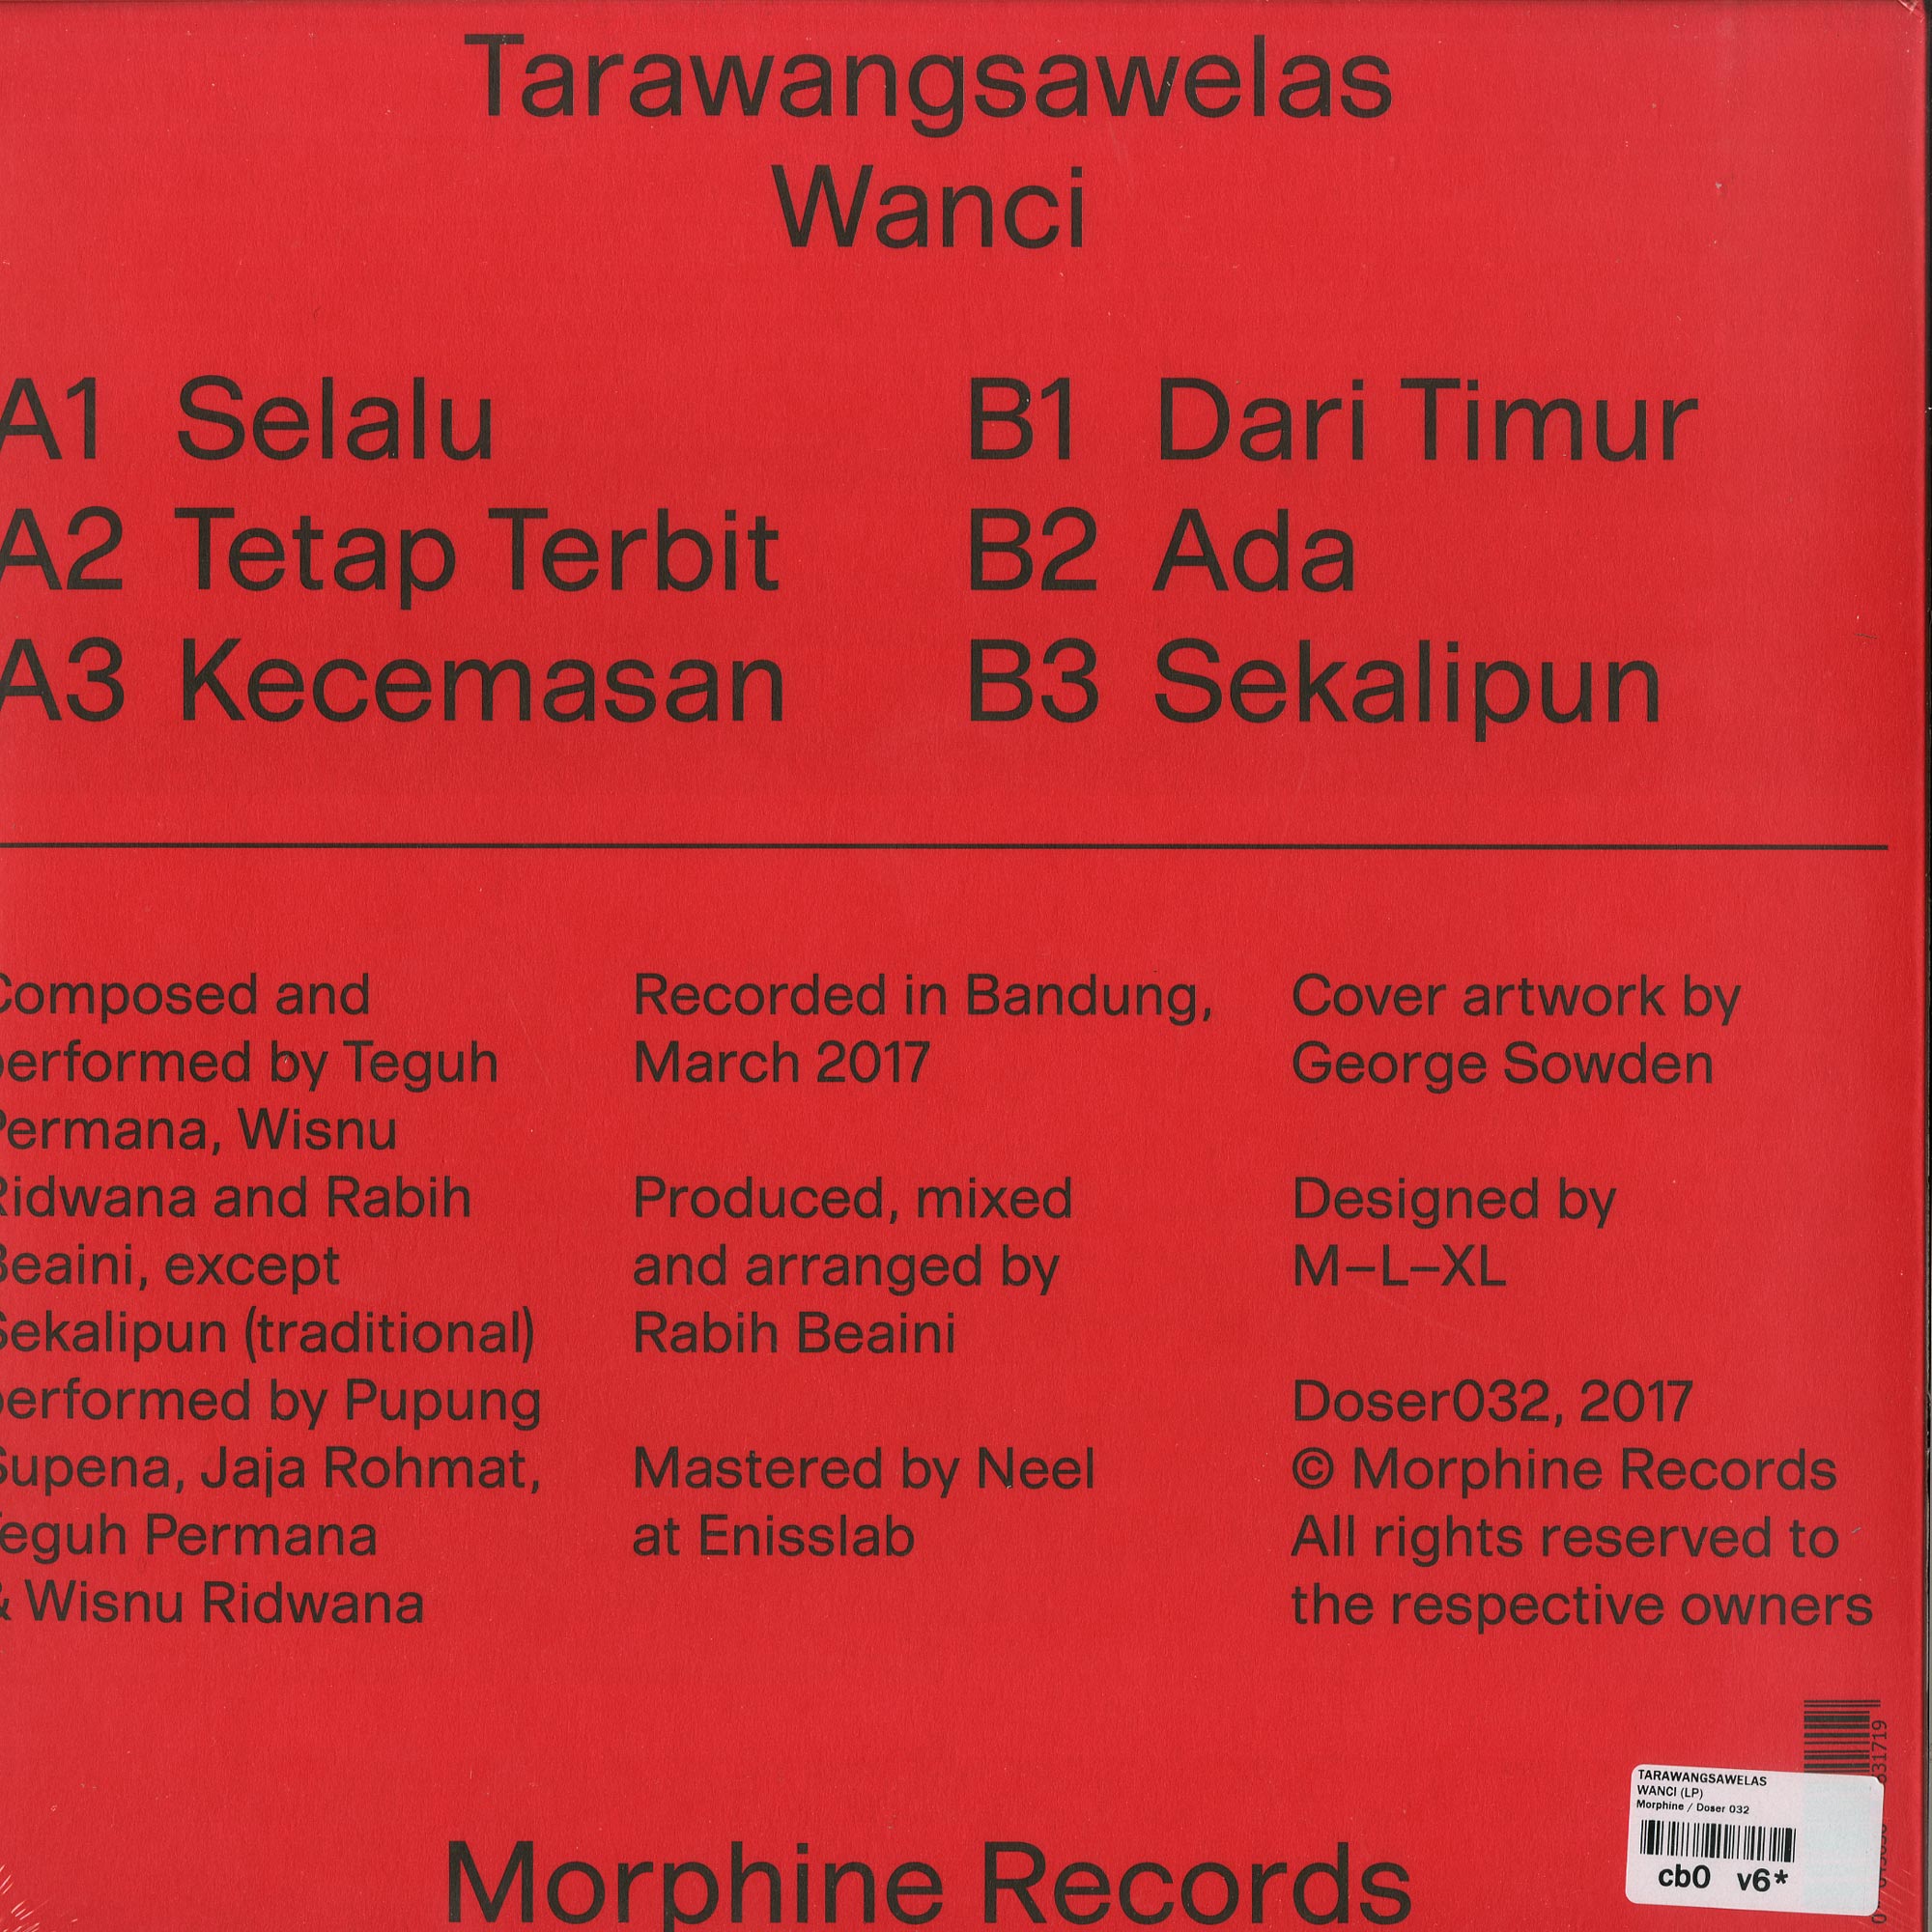 Tarawangsawelas
Wanci
A1 Selalu
A2 Tetap Terbit
A3 Kecemasan
B1 Dari Timur
B2 Ada
B3 Sekalipun
Composed and
performed by Teguh
Permana, Wisnu
Ridwana and Rabih
Beaini, except
Sekalipun (traditional)
performed by Pupung
Supena, Jaja Rohmat,
Teguh Permana
& Wisnu Ridwana
Recorded in Bandung,
March 2017
Produced, mixed
and arranged by
Rabih Beaini
Mastered by Neel
at Enisslab
Cover artwork by
George Sowden
Designed by
M–L–XL
Doser032, 2017
© Morphine Records
All rights reserved to
the respective owners
Morphine Records
TARAWANGSAWELAS
WANCI (LP)
Morphine / Doser 032
cb0 v6*